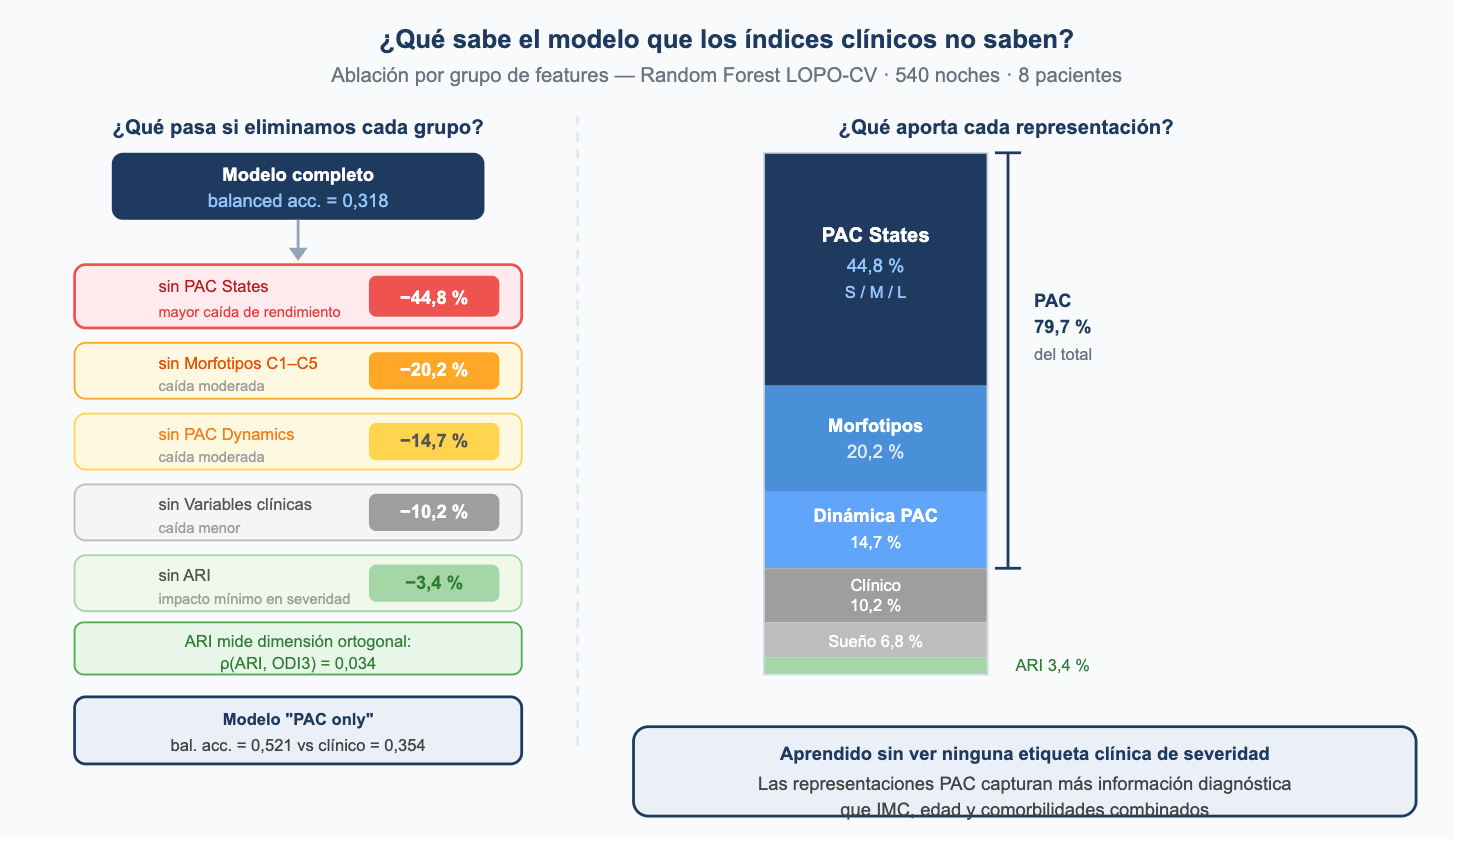 ¿Qué sabe el modelo que los índices clínicos no saben?
Ablación por grupo de features — Random Forest LOPO-CV · 540 noches · 8 pacientes
¿Qué pasa si eliminamos cada grupo?
Modelo completo
balanced acc. = 0,318
sin PAC States
mayor caída de rendimiento
−44,8 %
sin Morfotipos C1–C5
caída moderada
−20,2 %
sin PAC Dynamics
caída moderada
−14,7 %
sin Variables clínicas
caída menor
−10,2 %
sin ARI
impacto mínimo en severidad
−3,4 %
ARI mide dimensión ortogonal:
ρ(ARI, ODI3) = 0,034
Modelo "PAC only"
bal. acc. = 0,521 vs clínico = 0,354
¿Qué aporta cada representación?
PAC States
44,8 %
S / M / L
Morfotipos
20,2 %
Dinámica PAC
14,7 %
Clínico
10,2 %
Sueño 6,8 %
ARI 3,4 %
PAC
79,7 %
del total
Aprendido sin ver ninguna etiqueta clínica de severidad
Las representaciones PAC capturan más información diagnóstica
que IMC, edad y comorbilidades combinados